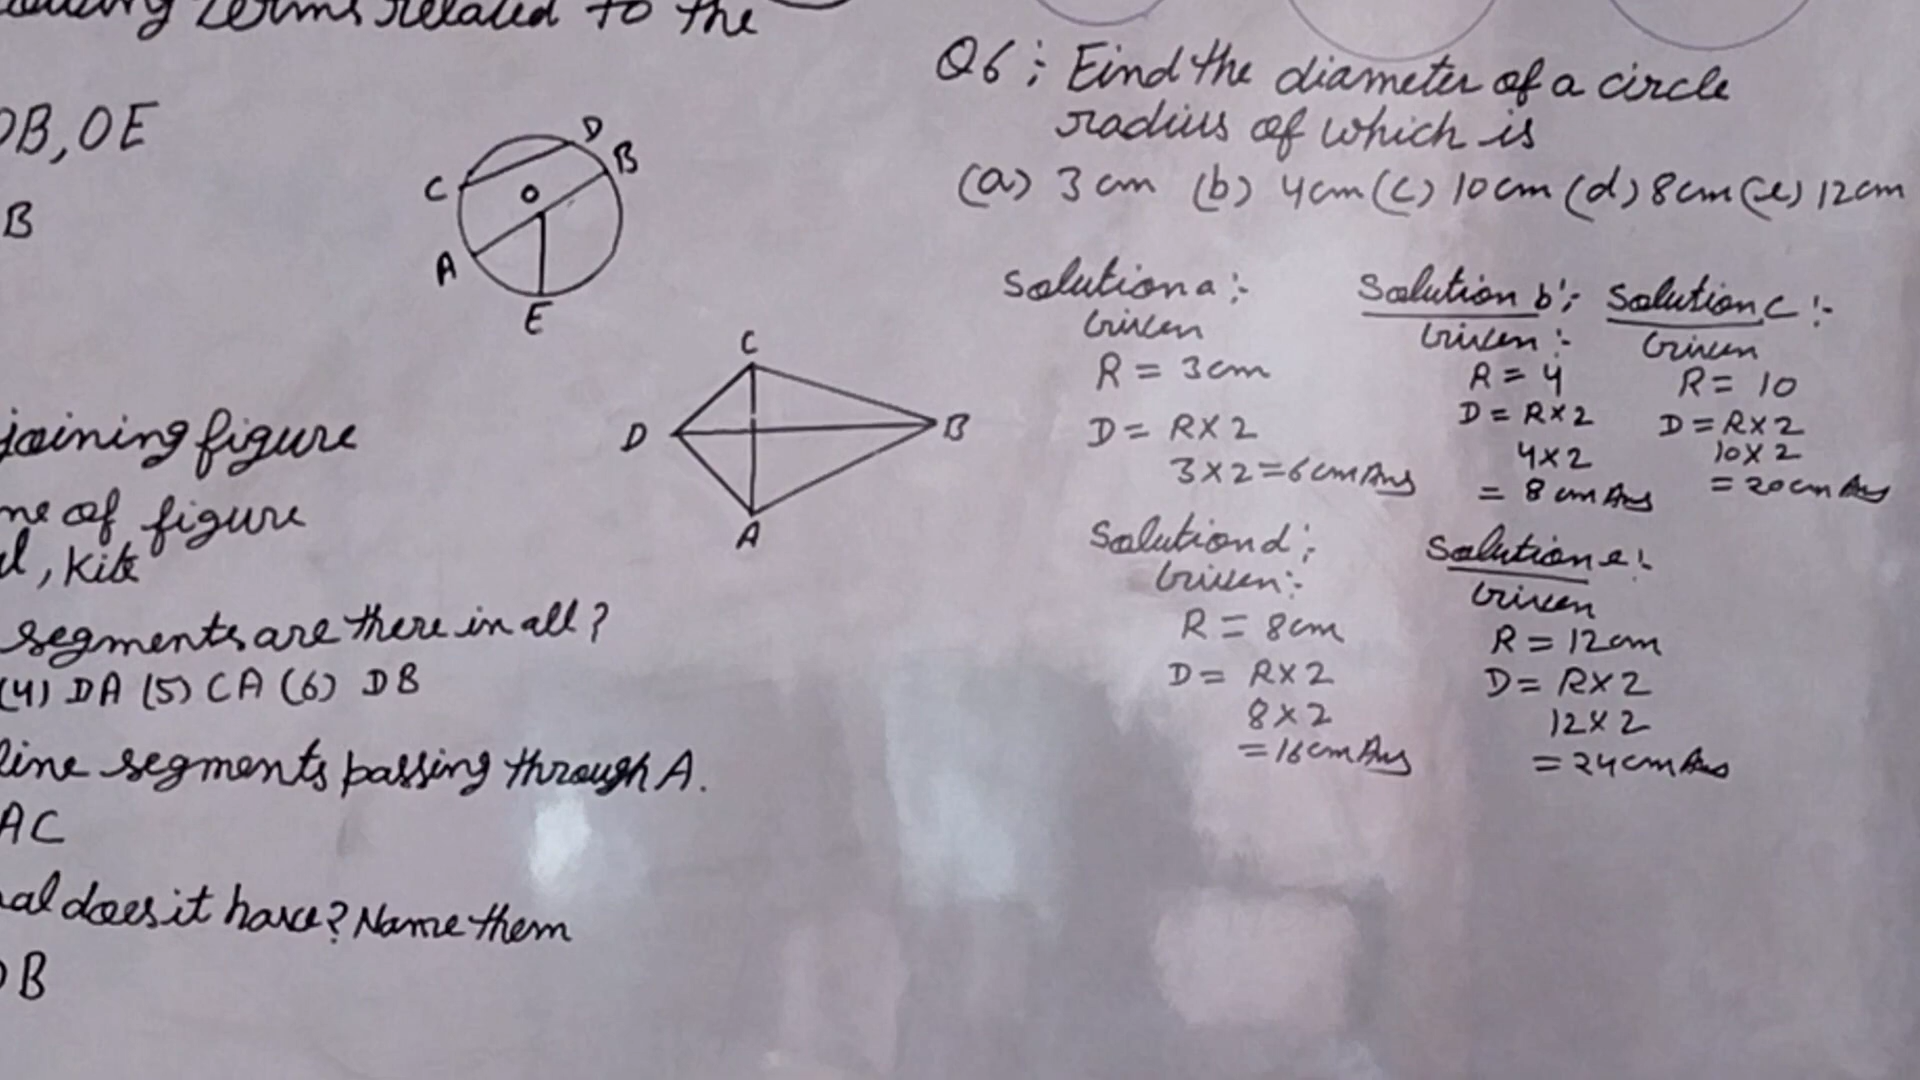 terms related to the
OB, OE
B
C
D
B
O
A
E
joining figure
of figure
, Kite
segments are there in all?
(4) DA (5) CA (6) DB
line segments passing through A.
AC
does it have? Name them
B
C
D
B
A
Q6 :- Find the diameter of a circle
radius of which is
(a) 3 cm (b) 4cm (c) 10cm (d) 8cm (e) 12cm
Solution a :-
Given
R = 3cm
D = R×2
3×2=6cm Ans
Solution b :-
Given :-
R = 4
D = R×2
4×2
= 8 cm Ans
Solution c :-
Given
R = 10
D = R×2
10×2
= 20cm Ans
Solution d :-
Given :-
R = 8cm
D = R×2
8×2
= 16cm Ans
Solution e :-
Given
R = 12cm
D = R×2
12×2
= 24cm Ans